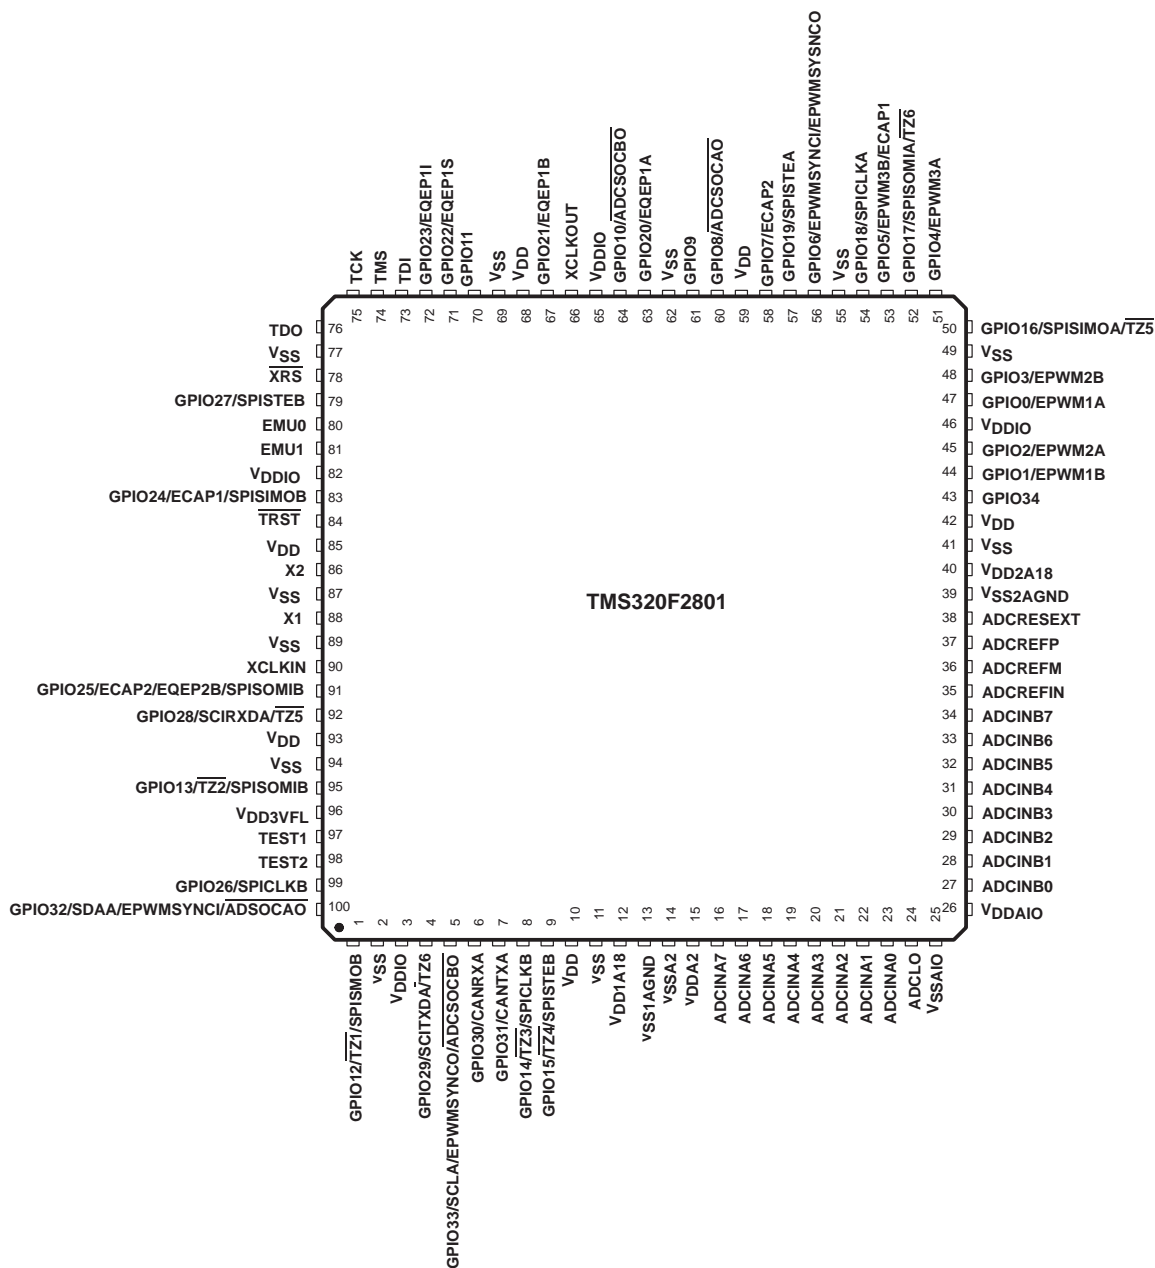 TCK
TMS
TDI
GPIO23/EQEP1I
GPIO22/EQEP1S
GPIO11
VSS
VDD
GPIO21/EQEP1B
XCLKOUT
VDDIO
GPIO10/ADCSOCBO
GPIO20/EQEP1A
VSS
GPIO9
GPIO8/ADCSOCAO
VDD
GPIO7/ECAP2
GPIO19/SPISTEA
GPIO6/EPWMSYNCI/EPWMSYSNCO
VSS
GPIO18/SPICLKA
GPIO5/EPWM3B/ECAP1
GPIO17/SPISOMIA/TZ6
GPIO4/EPWM3A
75 74 73 72 71 70 69 68 67 66 65 64 63 62 61 60 59 58 57 56 55 54 53 52 51
TDO 76
VSS 77
XRS 78
GPIO27/SPISTEB 79
EMU0 80
EMU1 81
VDDIO 82
GPIO24/ECAP1/SPISIMOB 83
TRST 84
VDD 85
X2 86
VSS 87
X1 88
VSS 89
XCLKIN 90
GPIO25/ECAP2/EQEP2B/SPISOMIB 91
GPIO28/SCIRXDA/TZ5 92
VDD 93
VSS 94
GPIO13/TZ2/SPISOMIB 95
VDD3VFL 96
TEST1 97
TEST2 98
GPIO26/SPICLKB 99
GPIO32/SDAA/EPWMSYNCI/ADSOCAO 100
TMS320F2801
50 GPIO16/SPISIMOA/TZ5
49 VSS
48 GPIO3/EPWM2B
47 GPIO0/EPWM1A
46 VDDIO
45 GPIO2/EPWM2A
44 GPIO1/EPWM1B
43 GPIO34
42 VDD
41 VSS
40 VDD2A18
39 VSS2AGND
38 ADCRESEXT
37 ADCREFP
36 ADCREFM
35 ADCREFIN
34 ADCINB7
33 ADCINB6
32 ADCINB5
31 ADCINB4
30 ADCINB3
29 ADCINB2
28 ADCINB1
27 ADCINB0
26 VDDAIO
1 2 3 4 5 6 7 8 9 10 11 12 13 14 15 16 17 18 19 20 21 22 23 24 25
GPIO12/TZ1/SPISMOB
VSS
VDDIO
GPIO29/SCITXDA/TZ6
GPIO33/SCLA/EPWMSYNCO/ADCSOCBO
GPIO30/CANRXA
GPIO31/CANTXA
GPIO14/TZ3/SPICLKB
GPIO15/TZ4/SPISTEB
VDD
VSS
VDD1A18
VSS1AGND
VSSA2
VDDA2
ADCINA7
ADCINA6
ADCINA5
ADCINA4
ADCINA3
ADCINA2
ADCINA1
ADCINA0
ADCLO
VSSAIO